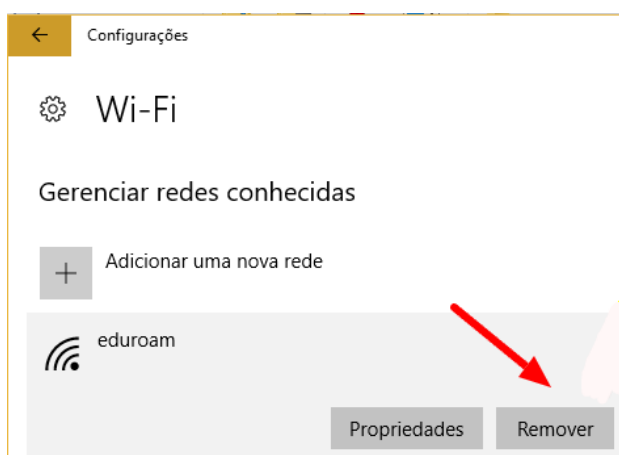 Configurações
Wi-Fi
Gerenciar redes conhecidas
Adicionar uma nova rede
eduroam
Propriedades Remover